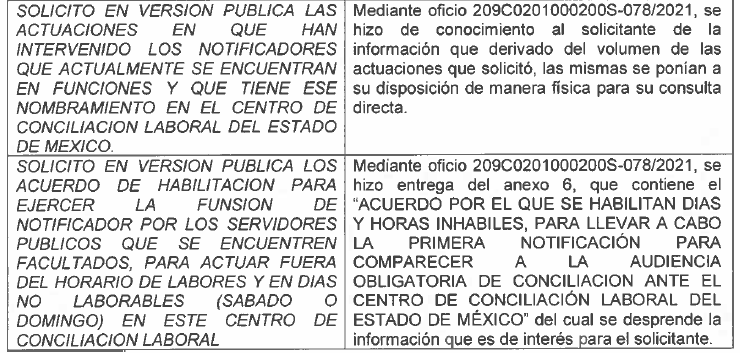 SOLICITO EN VERSION PUBLICA LAS
ACTUACIONES EN QUE HAN
INTERVENIDO LOS NOTIFICADORES
QUE ACTUALMENTE SE ENCUENTRAN
EN FUNCIONES Y QUE TIENE ESE
NOMBRAMIENTO EN EL CENTRO DE
CONCILIACION LABORAL DEL ESTADO
DE MEXICO.
Mediante oficio 209C0201000200S-078/2021, se
hizo de conocimiento al solicitante de la
información que derivado del volumen de las
actuaciones que solicitó, las mismas se ponían a
su disposición de manera física para su consulta
directa.
SOLICITO EN VERSION PUBLICA LOS
ACUERDO DE HABILITACION PARA
EJERCER LA FUNSION DE
NOTIFICADOR POR LOS SERVIDORES
PUBLICOS QUE SE ENCUENTREN
FACULTADOS, PARA ACTUAR FUERA
DEL HORARIO DE LABORES Y EN DIAS
NO LABORABLES (SABADO O
DOMINGO) EN ESTE CENTRO DE
CONCILIACION LABORAL
Mediante oficio 209C0201000200S-078/2021, se
hizo entrega del anexo 6, que contiene el
“ACUERDO POR EL QUE SE HABILITAN DIAS
Y HORAS INHABILES, PARA LLEVAR A CABO
LA PRIMERA NOTIFICACIÓN PARA
COMPARECER A LA AUDIENCIA
OBLIGATORIA DE CONCILIACION ANTE EL
CENTRO DE CONCILIACIÓN LABORAL DEL
ESTADO DE MÉXICO” del cual se desprende la
información que es de interés para el solicitante.